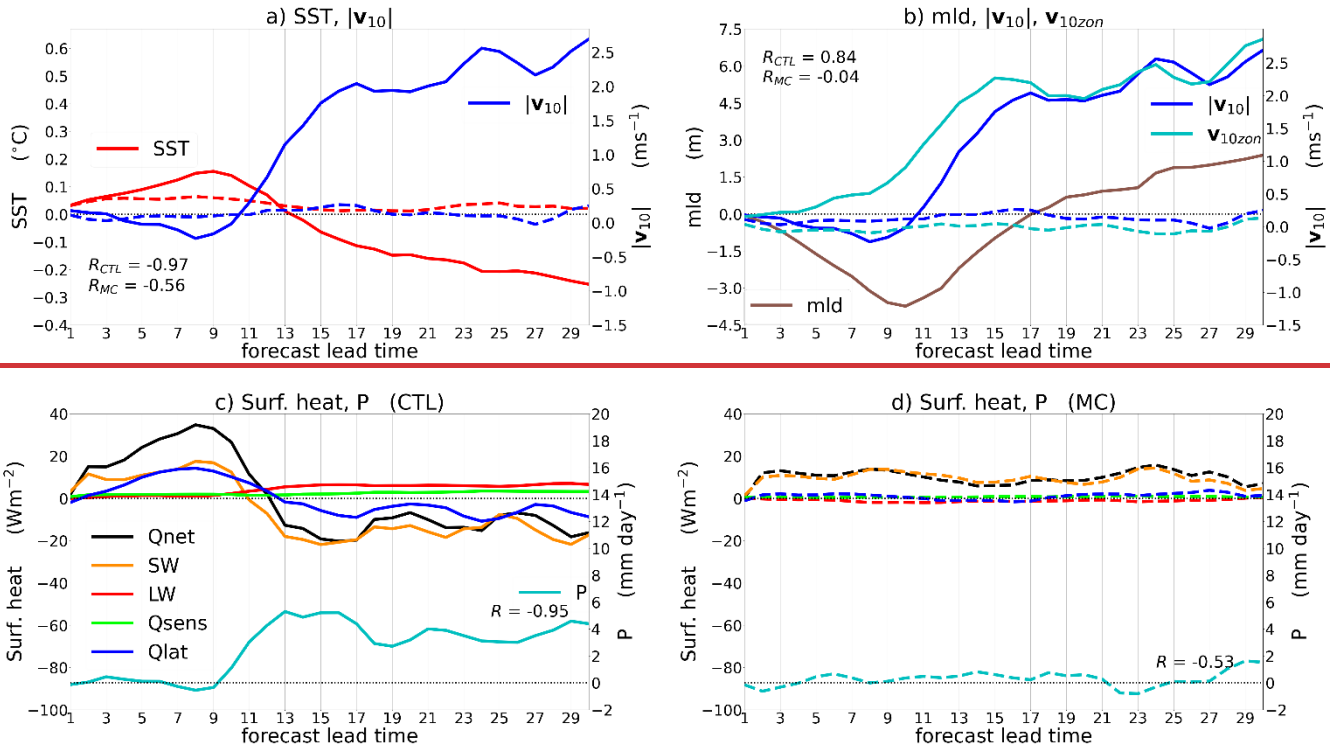 a) SST, |v10|
SST (°C)
0.6
0.5
0.4
0.3
0.2
0.1
0.0
−0.1
−0.2
−0.3
−0.4
|v10|
SST
R_CTL = -0.97
R_MC = -0.56
2.5
2.0
1.5
1.0
0.5
0.0
−0.5
−1.0
−1.5
|v10| (ms−1)
1 3 5 7 9 11 13 15 17 19 21 23 25 27 29
forecast lead time
b) mld, |v10|, v10zon
mld (m)
7.5
6.0
4.5
3.0
1.5
0.0
−1.5
−3.0
−4.5
R_CTL = 0.84
R_MC = -0.04
|v10|
v10zon
mld
2.5
2.0
1.5
1.0
0.5
0.0
−0.5
−1.0
−1.5
|v10| (ms−1)
1 3 5 7 9 11 13 15 17 19 21 23 25 27 29
forecast lead time
c) Surf. heat, P (CTL)
Surf. heat (Wm−2)
40
20
0
−20
−40
−60
−80
−100
Qnet
SW
LW
Qsens
Qlat
P
R = -0.95
20
18
16
14
12
10
8
6
4
2
0
−2
P (mm day−1)
1 3 5 7 9 11 13 15 17 19 21 23 25 27 29
forecast lead time
d) Surf. heat, P (MC)
Surf. heat (Wm−2)
40
20
0
−20
−40
−60
−80
−100
R = -0.53
20
18
16
14
12
10
8
6
4
2
0
−2
P (mm day−1)
1 3 5 7 9 11 13 15 17 19 21 23 25 27 29
forecast lead time